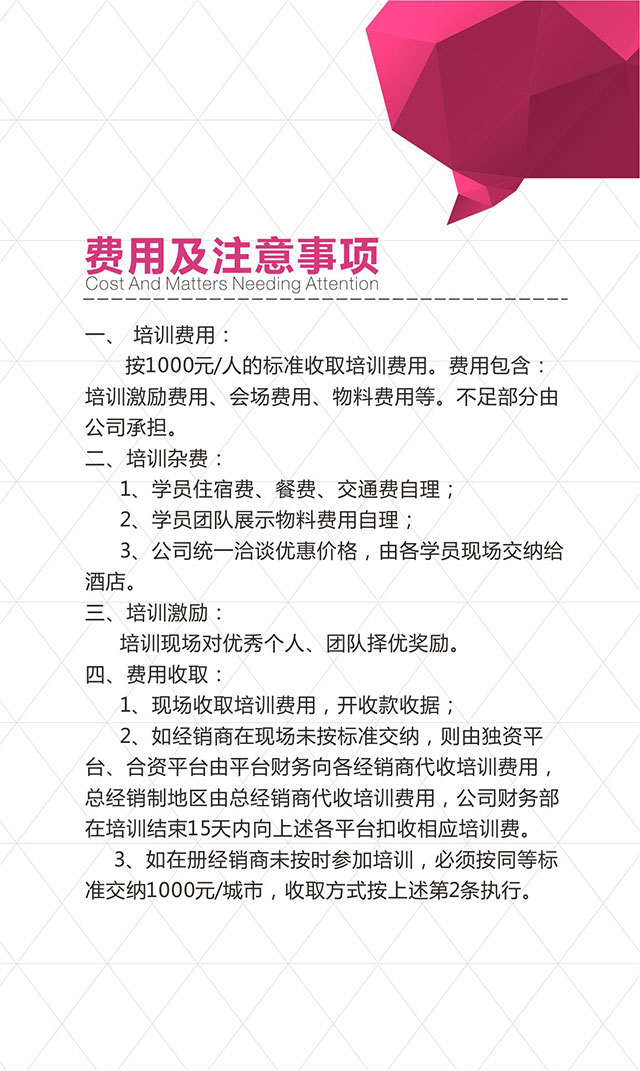 费用及注意事项
Cost And Matters Needing Attention
一、 培训费用：
按1000元/人的标准收取培训费用。费用包含：
培训激励费用、会场费用、物料费用等。不足部分由
公司承担。
二、培训杂费：
1、学员住宿费、餐费、交通费自理；
2、学员团队展示物料费用自理；
3、公司统一洽谈优惠价格，由各学员现场交纳给
酒店。
三、培训激励：
培训现场对优秀个人、团队择优奖励。
四、费用收取：
1、现场收取培训费用，开收款收据；
2、如经销商在现场未按标准交纳，则由独资平
台、合资平台由平台财务向各经销商代收培训费用，
总经销制地区由总经销商代收培训费用，公司财务部
在培训结束15天内向上述各平台扣收相应培训费。
3、如在册经销商未按时参加培训，必须按同等标
准交纳1000元/城市，收取方式按上述第2条执行。